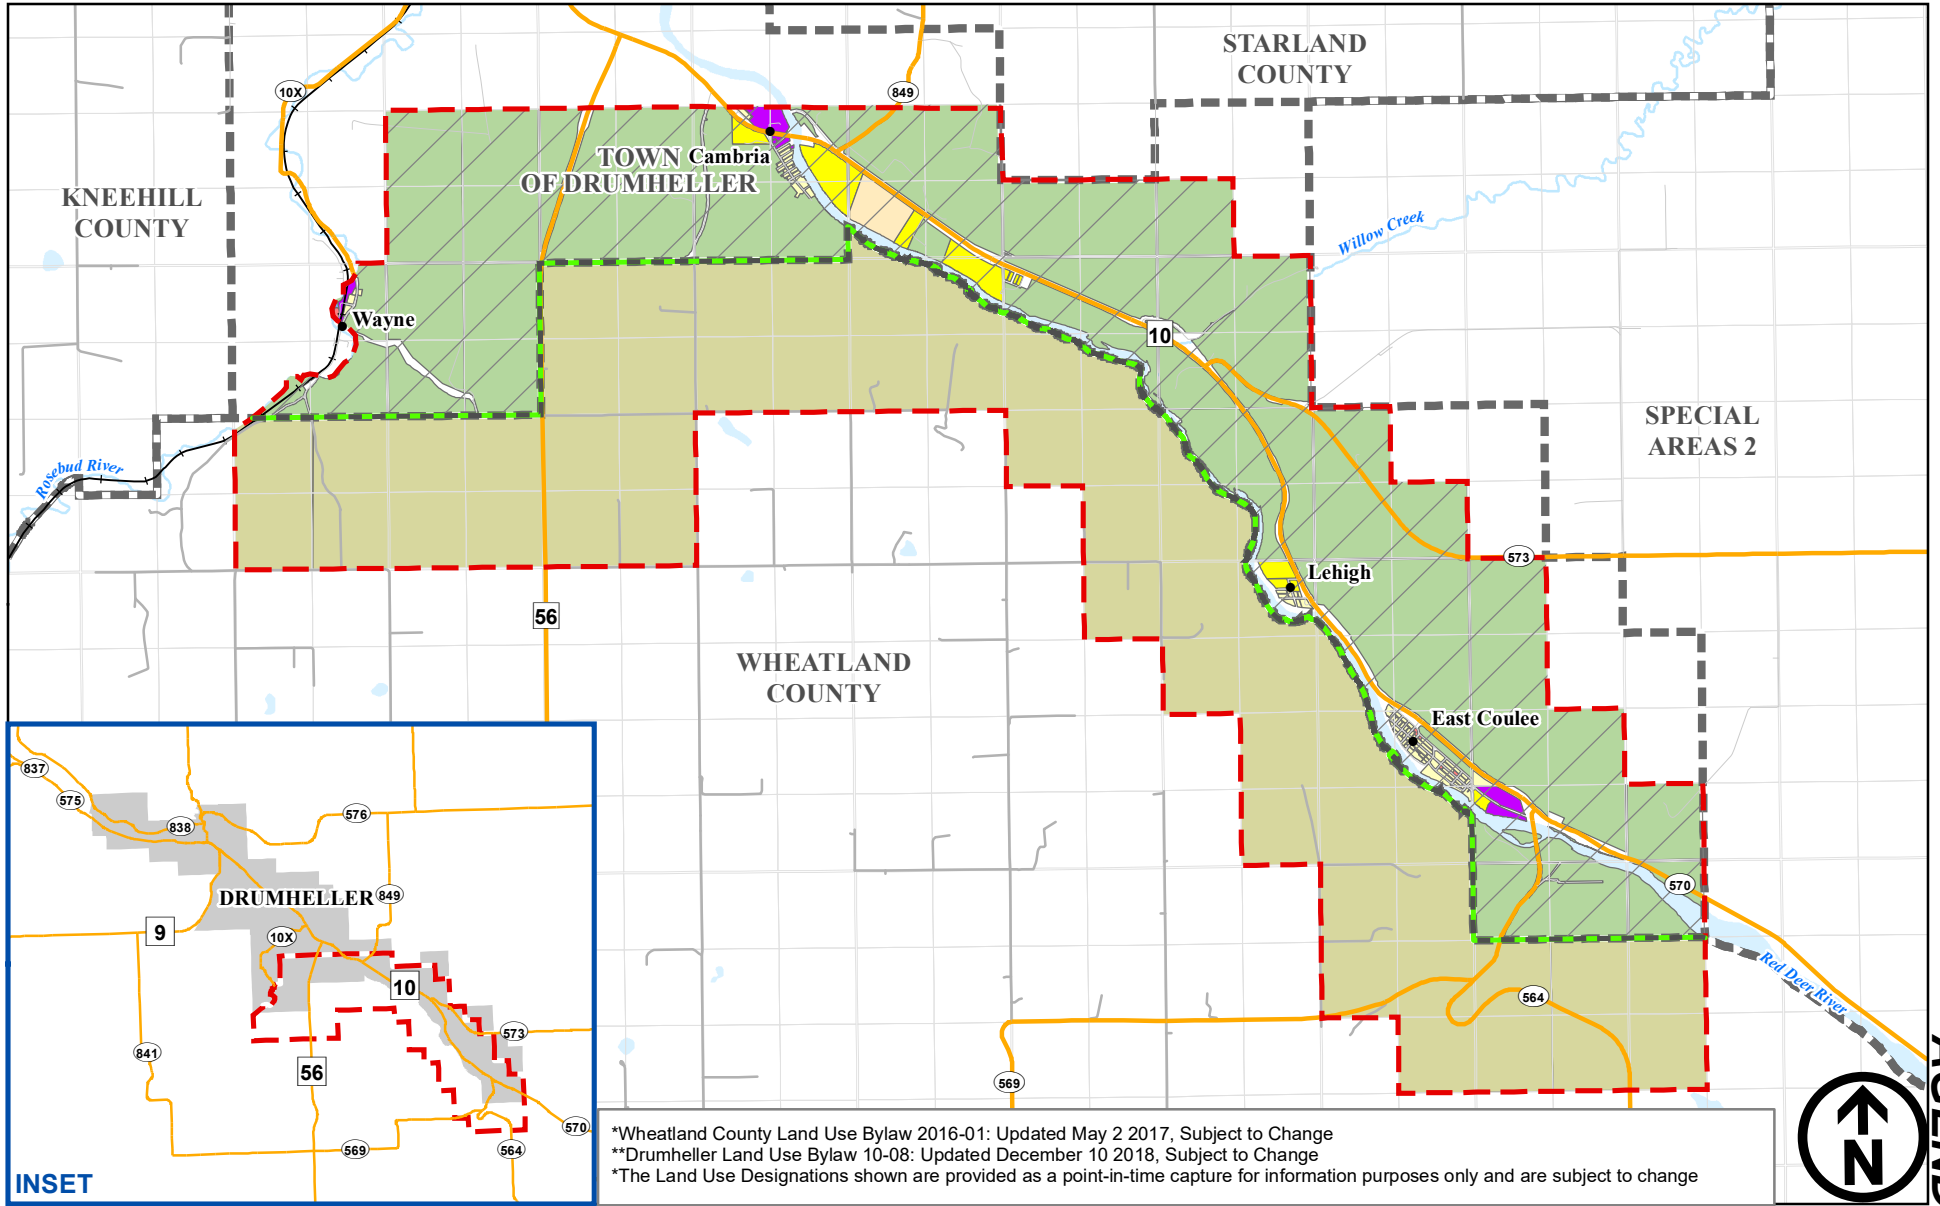 STARLAND
COUNTY
10X
849
TOWN
OF DRUMHELLER
Cambria
KNEEHILL
COUNTY
Willow Creek
Wayne
10
SPECIAL
AREAS 2
Rosebud River
573
Lehigh
56
WHEATLAND
COUNTY
East Coulee
570
Red Deer River
564
569
837
575
838
576
DRUMHELLER
849
9
10X
10
573
841
56
570
569
564
INSET
*Wheatland County Land Use Bylaw 2016-01: Updated May 2 2017, Subject to Change
**Drumheller Land Use Bylaw 10-08: Updated December 10 2018, Subject to Change
*The Land Use Designations shown are provided as a point-in-time capture for information purposes only and are subject to change
N